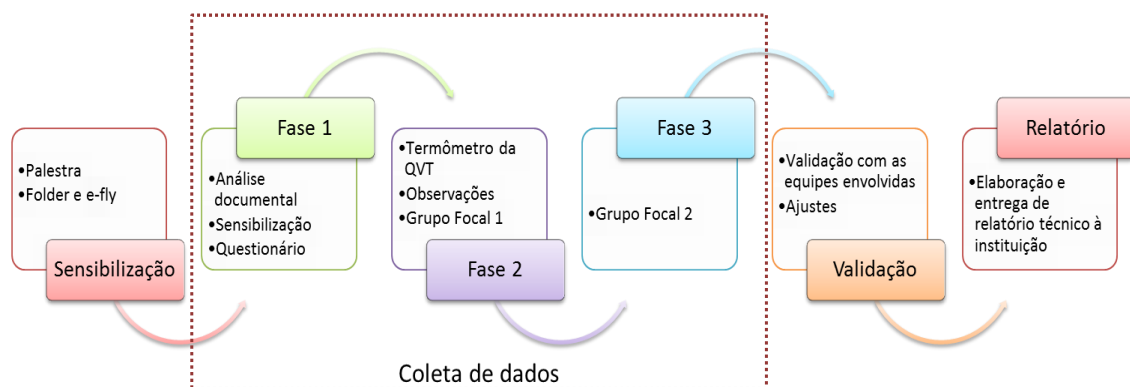 •Palestra
•Folder e e-fly
Sensibilização
Fase 1
•Análise
documental
•Sensibilização
•Questionário
•Termômetro da
QVT
•Observações
•Grupo Focal 1
Fase 2
Fase 3
•Grupo Focal 2
•Validação com as
equipes envolvidas
•Ajustes
Validação
Relatório
•Elaboração e
entrega de
relatório técnico à
instituição
Coleta de dados